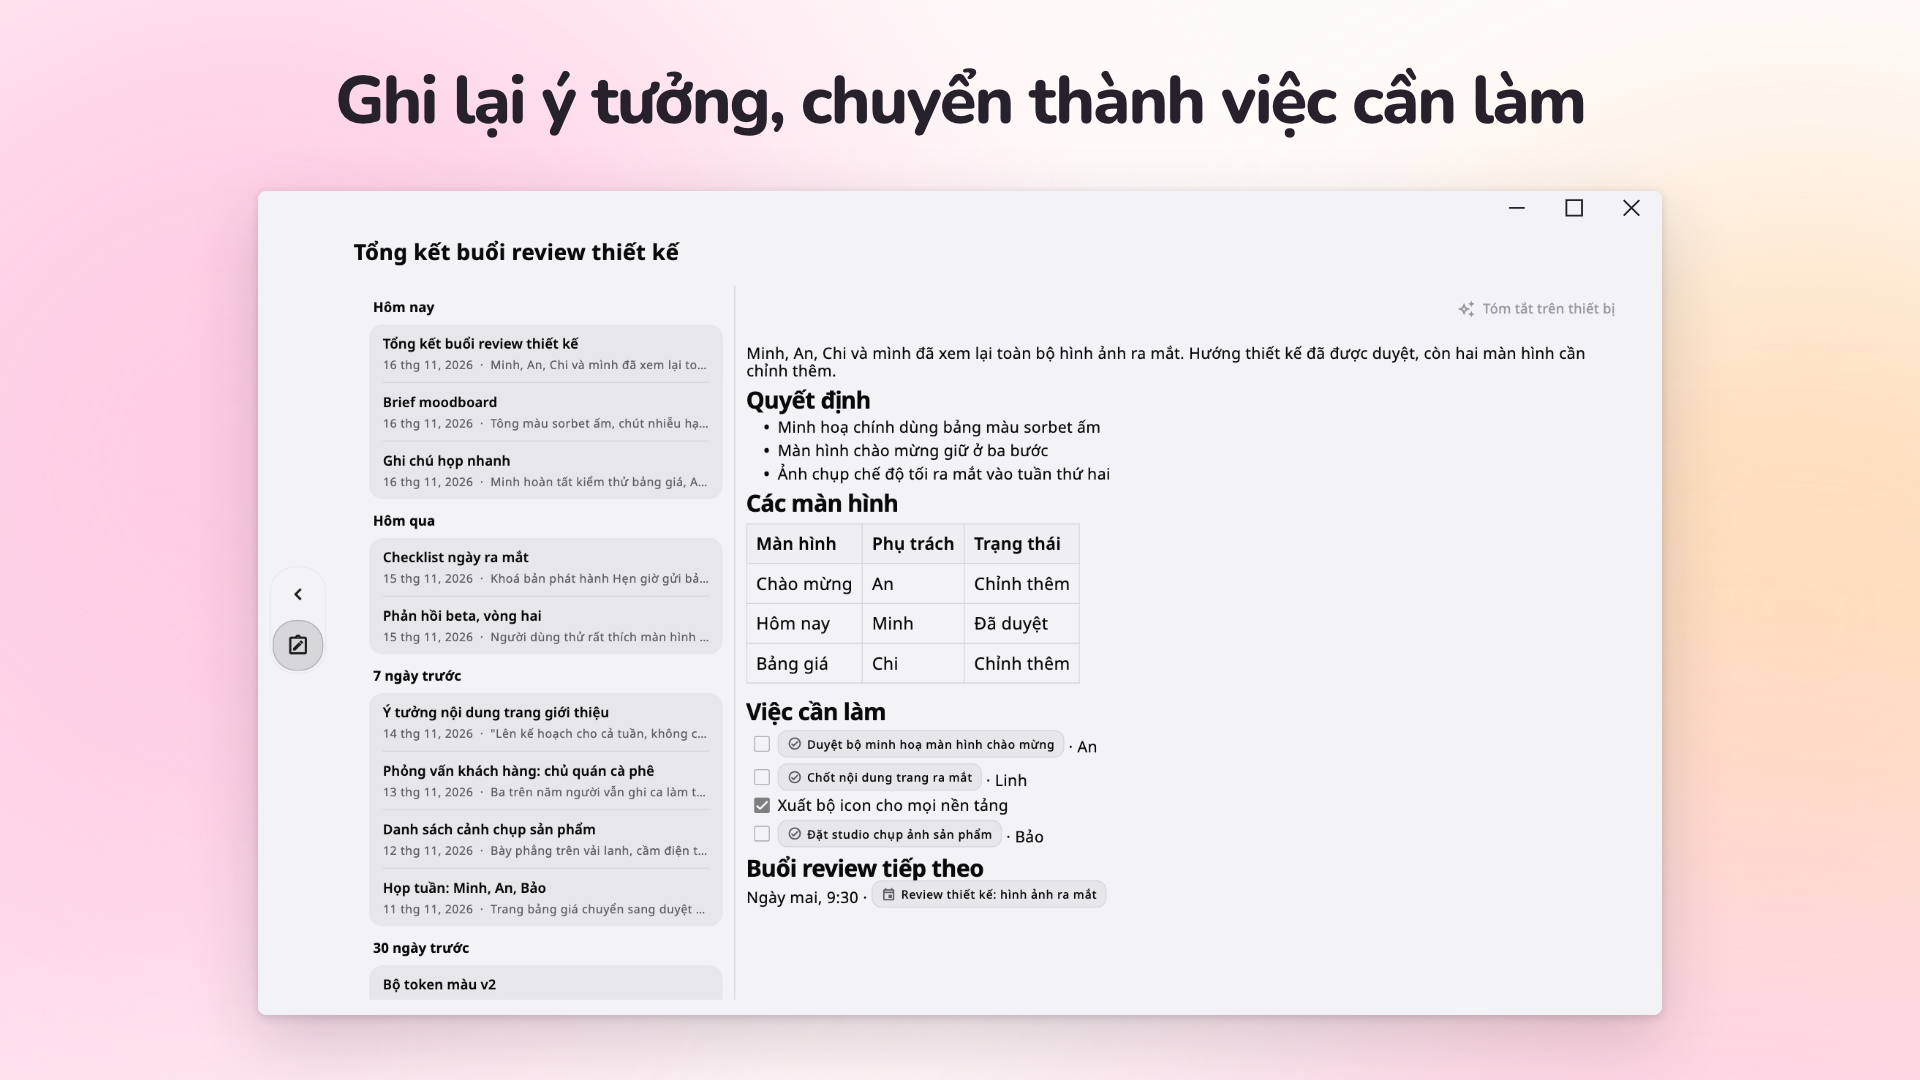 Ghi lại ý tưởng, chuyển thành việc cần làm
Tổng kết buổi review thiết kế
Hôm nay
Tổng kết buổi review thiết kế
16 thg 11, 2026 · Minh, An, Chi và mình đã xem lại to...
Brief moodboard
16 thg 11, 2026 · Tông màu sorbet ấm, chút nhiễu hạ...
Ghi chú họp nhanh
16 thg 11, 2026 · Minh hoàn tất kiểm thử bảng giá, A...
Hôm qua
Checklist ngày ra mắt
15 thg 11, 2026 · Khoá bản phát hành Hẹn giờ gửi bả...
Phản hồi beta, vòng hai
15 thg 11, 2026 · Người dùng thử rất thích màn hình ...
7 ngày trước
Ý tưởng nội dung trang giới thiệu
14 thg 11, 2026 · "Lên kế hoạch cho cả tuần, không c...
Phỏng vấn khách hàng: chủ quán cà phê
13 thg 11, 2026 · Ba trên năm người vẫn ghi ca làm t...
Danh sách cảnh chụp sản phẩm
12 thg 11, 2026 · Bày phẳng trên vải lanh, cầm điện t...
Họp tuần: Minh, An, Bảo
11 thg 11, 2026 · Trang bảng giá chuyển sang duyệt ...
30 ngày trước
Bộ token màu v2
Tóm tắt trên thiết bị
Minh, An, Chi và mình đã xem lại toàn bộ hình ảnh ra mắt. Hướng thiết kế đã được duyệt, còn hai màn hình cần
chỉnh thêm.
Quyết định
• Minh hoạ chính dùng bảng màu sorbet ấm
• Màn hình chào mừng giữ ở ba bước
• Ảnh chụp chế độ tối ra mắt vào tuần thứ hai
Các màn hình
Màn hình Phụ trách Trạng thái
Chào mừng An Chỉnh thêm
Hôm nay Minh Đã duyệt
Bảng giá Chi Chỉnh thêm
Việc cần làm
Duyệt bộ minh hoạ màn hình chào mừng · An
Chốt nội dung trang ra mắt · Linh
Xuất bộ icon cho mọi nền tảng
Đặt studio chụp ảnh sản phẩm · Bảo
Buổi review tiếp theo
Ngày mai, 9:30 · Review thiết kế: hình ảnh ra mắt